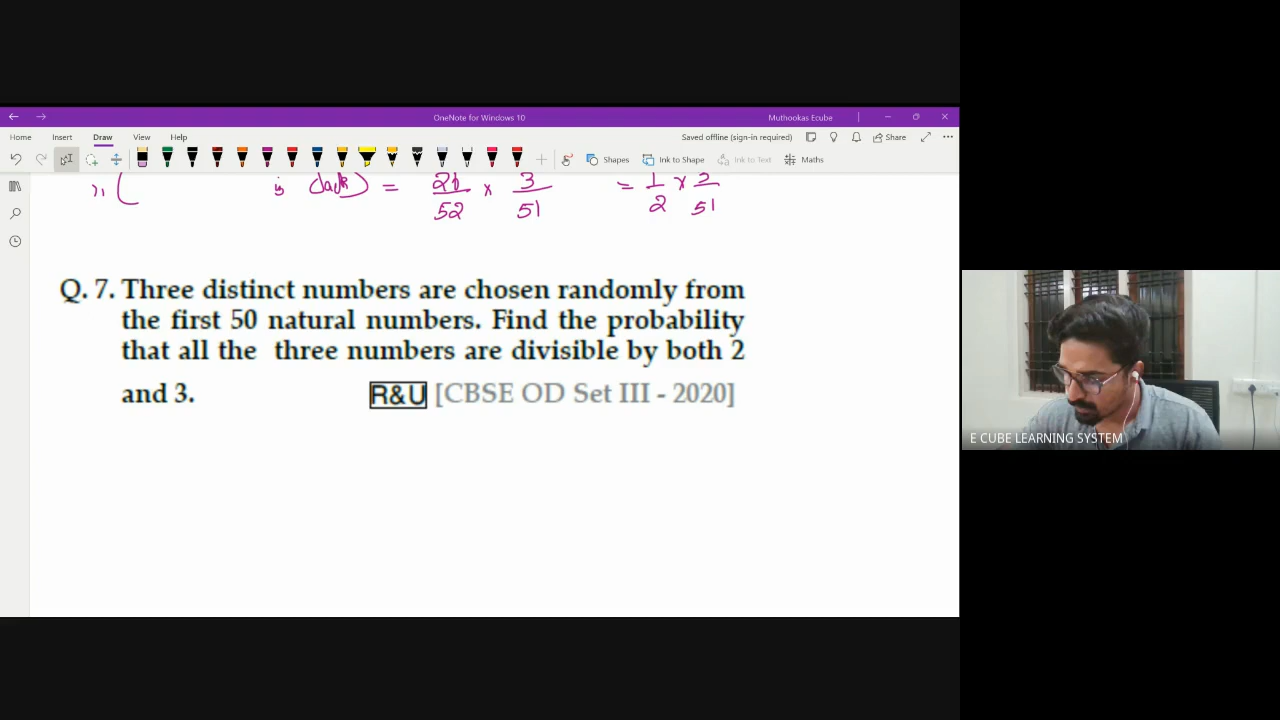 OneNote for Windows 10
Muthookas Ecube
Home Insert Draw View Help
Saved offline (sign-in required)
Share
Shapes
Ink to Shape
Ink to Text
Maths
is = 26/52 × 3/51 = 1/2 × 3/51
Q. 7. Three distinct numbers are chosen randomly from
the first 50 natural numbers. Find the probability
that all the three numbers are divisible by both 2
and 3. R&U [CBSE OD Set III - 2020]
E CUBE LEARNING SYSTEM